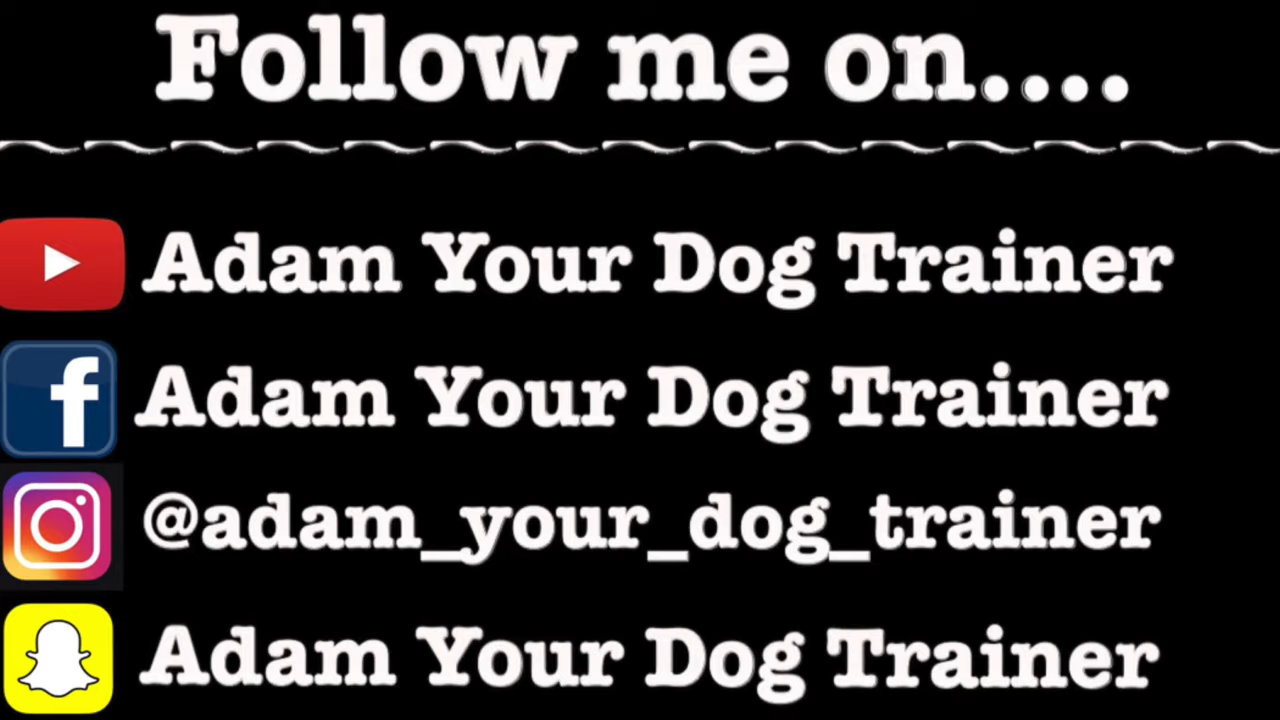 Follow me on....
Adam Your Dog Trainer
f Adam Your Dog Trainer
@adam_your_dog_trainer
Adam Your Dog Trainer